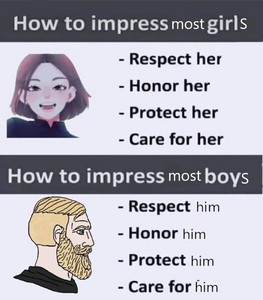 How to impress most girls
- Respect her
- Honor her
- Protect her
- Care for her
How to impress most boys
- Respect him
- Honor him
- Protect him
- Care for him